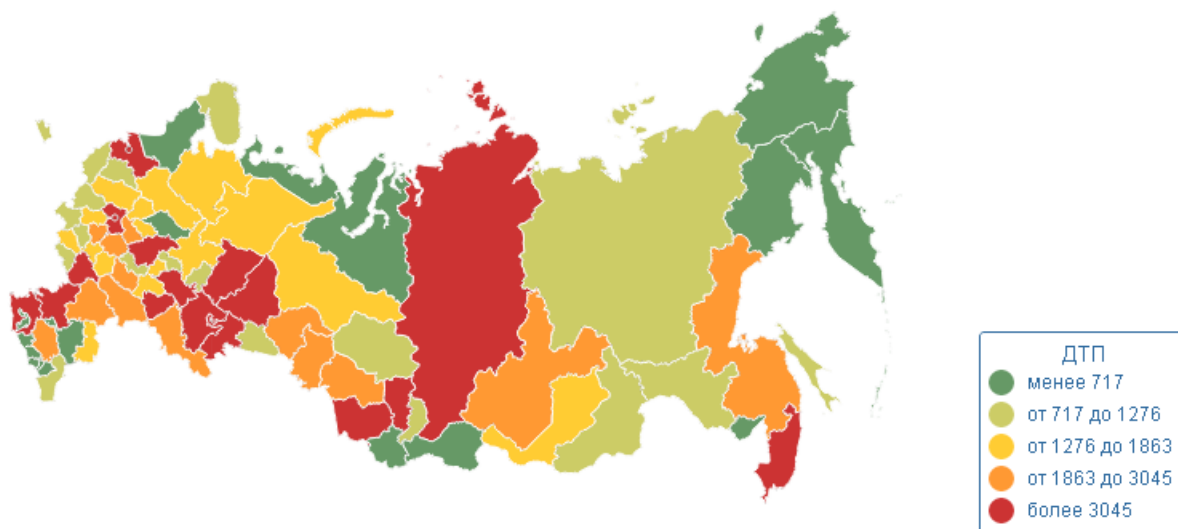 ДТП
менее 717
от 717 до 1276
от 1276 до 1863
от 1863 до 3045
более 3045